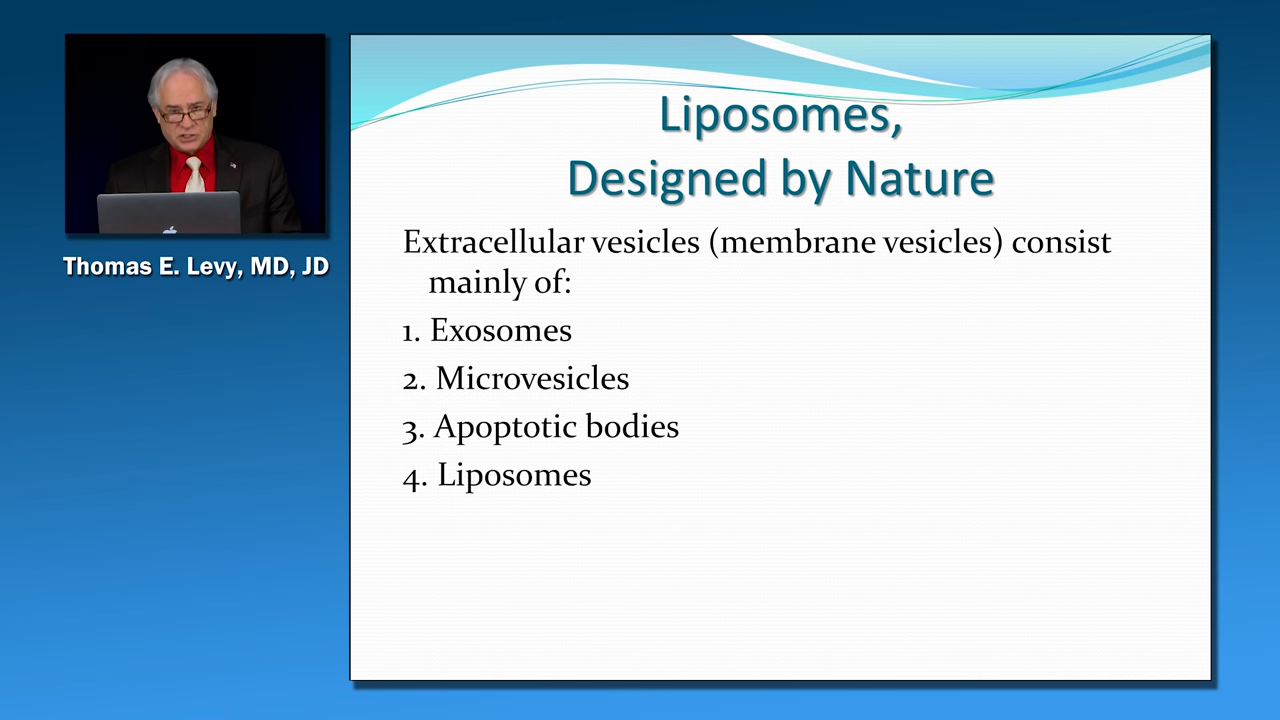 Liposomes,
Designed by Nature
Extracellular vesicles (membrane vesicles) consist
mainly of:
1. Exosomes
2. Microvesicles
3. Apoptotic bodies
4. Liposomes
Thomas E. Levy, MD, JD